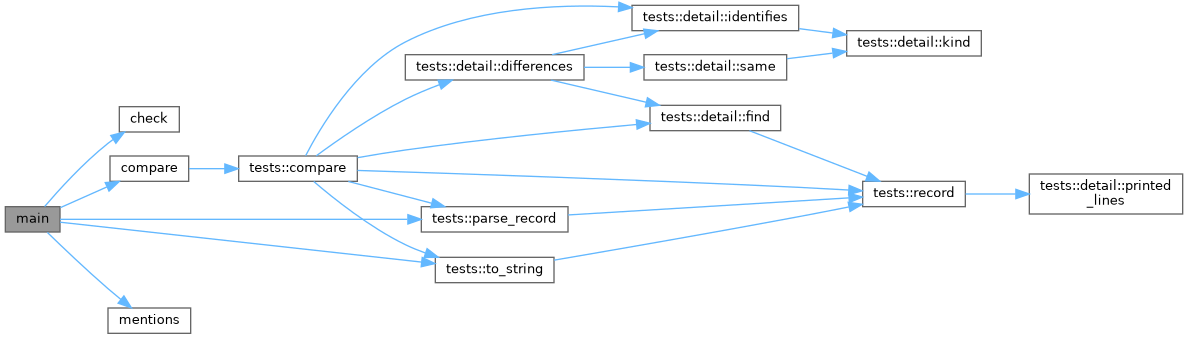 tests::detail::identifies
tests::detail::kind
tests::detail::differences
tests::detail::same
check
tests::detail::find
compare
tests::compare
tests::record
tests::detail::printed
_lines
main
tests::parse_record
tests::to_string
mentions